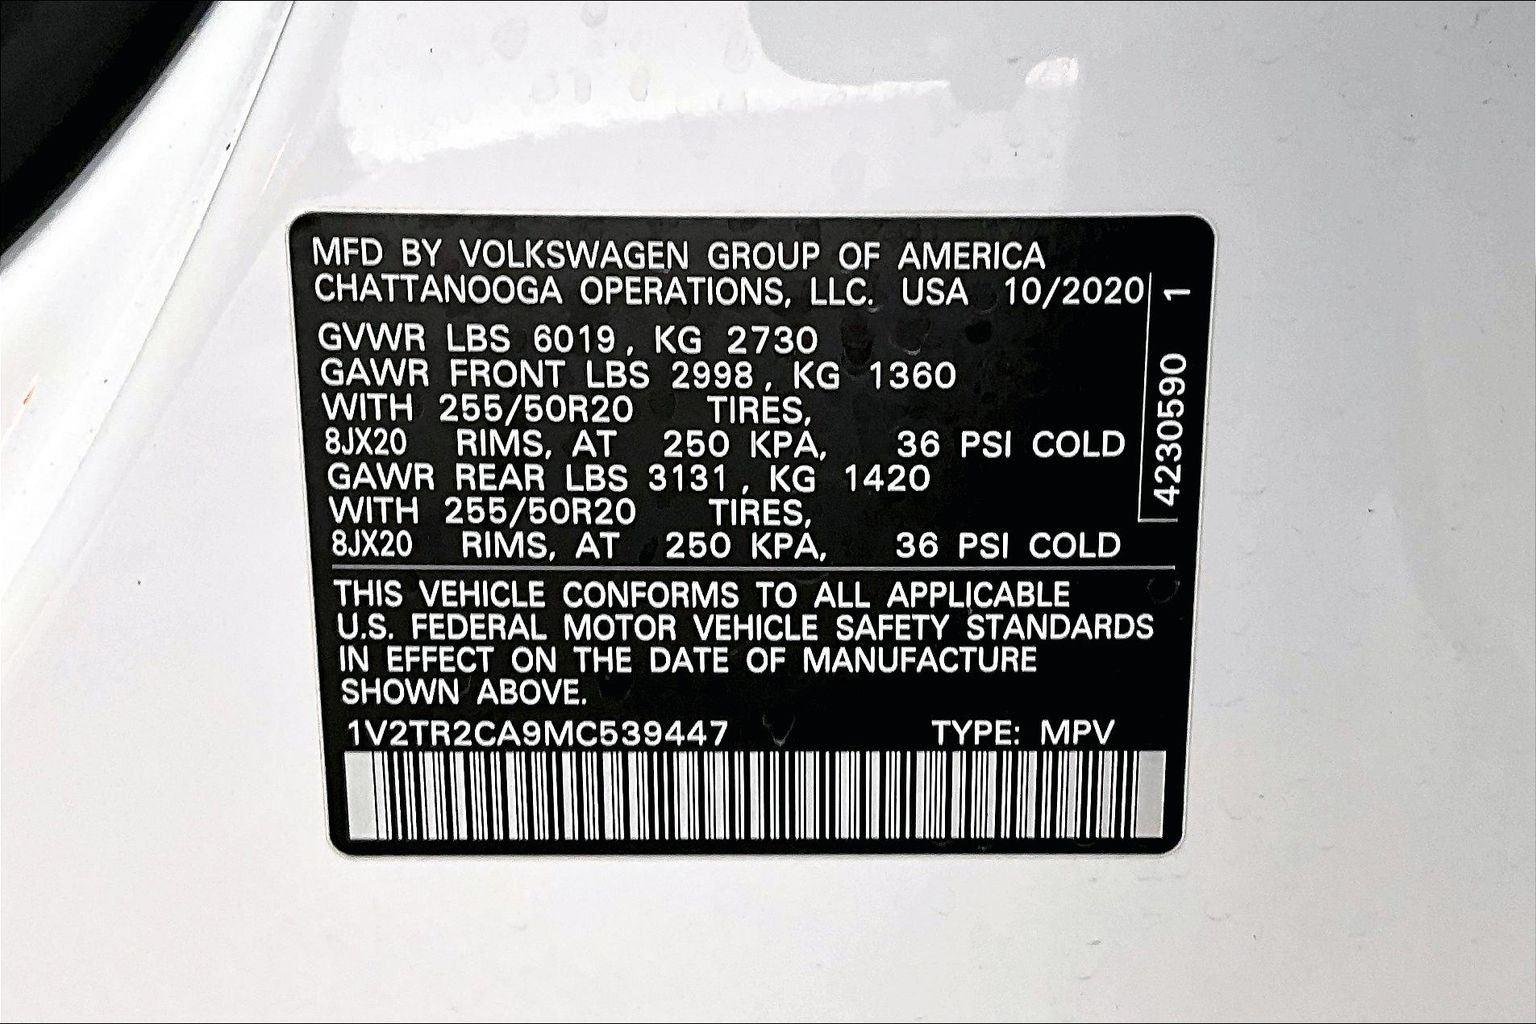 MFD BY VOLKSWAGEN GROUP OF AMERICA
CHATTANOOGA OPERATIONS, LLC. USA 10/2020
GVWR LBS 6019, KG 2730
GAWR FRONT LBS 2998, KG 1360
WITH 255/50R20 TIRES,
8JX20 RIMS, AT 250 KPA, 36 PSI COLD
GAWR REAR LBS 3131, KG 1420
WITH 255/50R20 TIRES,
8JX20 RIMS, AT 250 KPA, 36 PSI COLD
4230590 1
THIS VEHICLE CONFORMS TO ALL APPLICABLE
U.S. FEDERAL MOTOR VEHICLE SAFETY STANDARDS
IN EFFECT ON THE DATE OF MANUFACTURE
SHOWN ABOVE.
1V2TR2CA9MC539447 TYPE: MPV